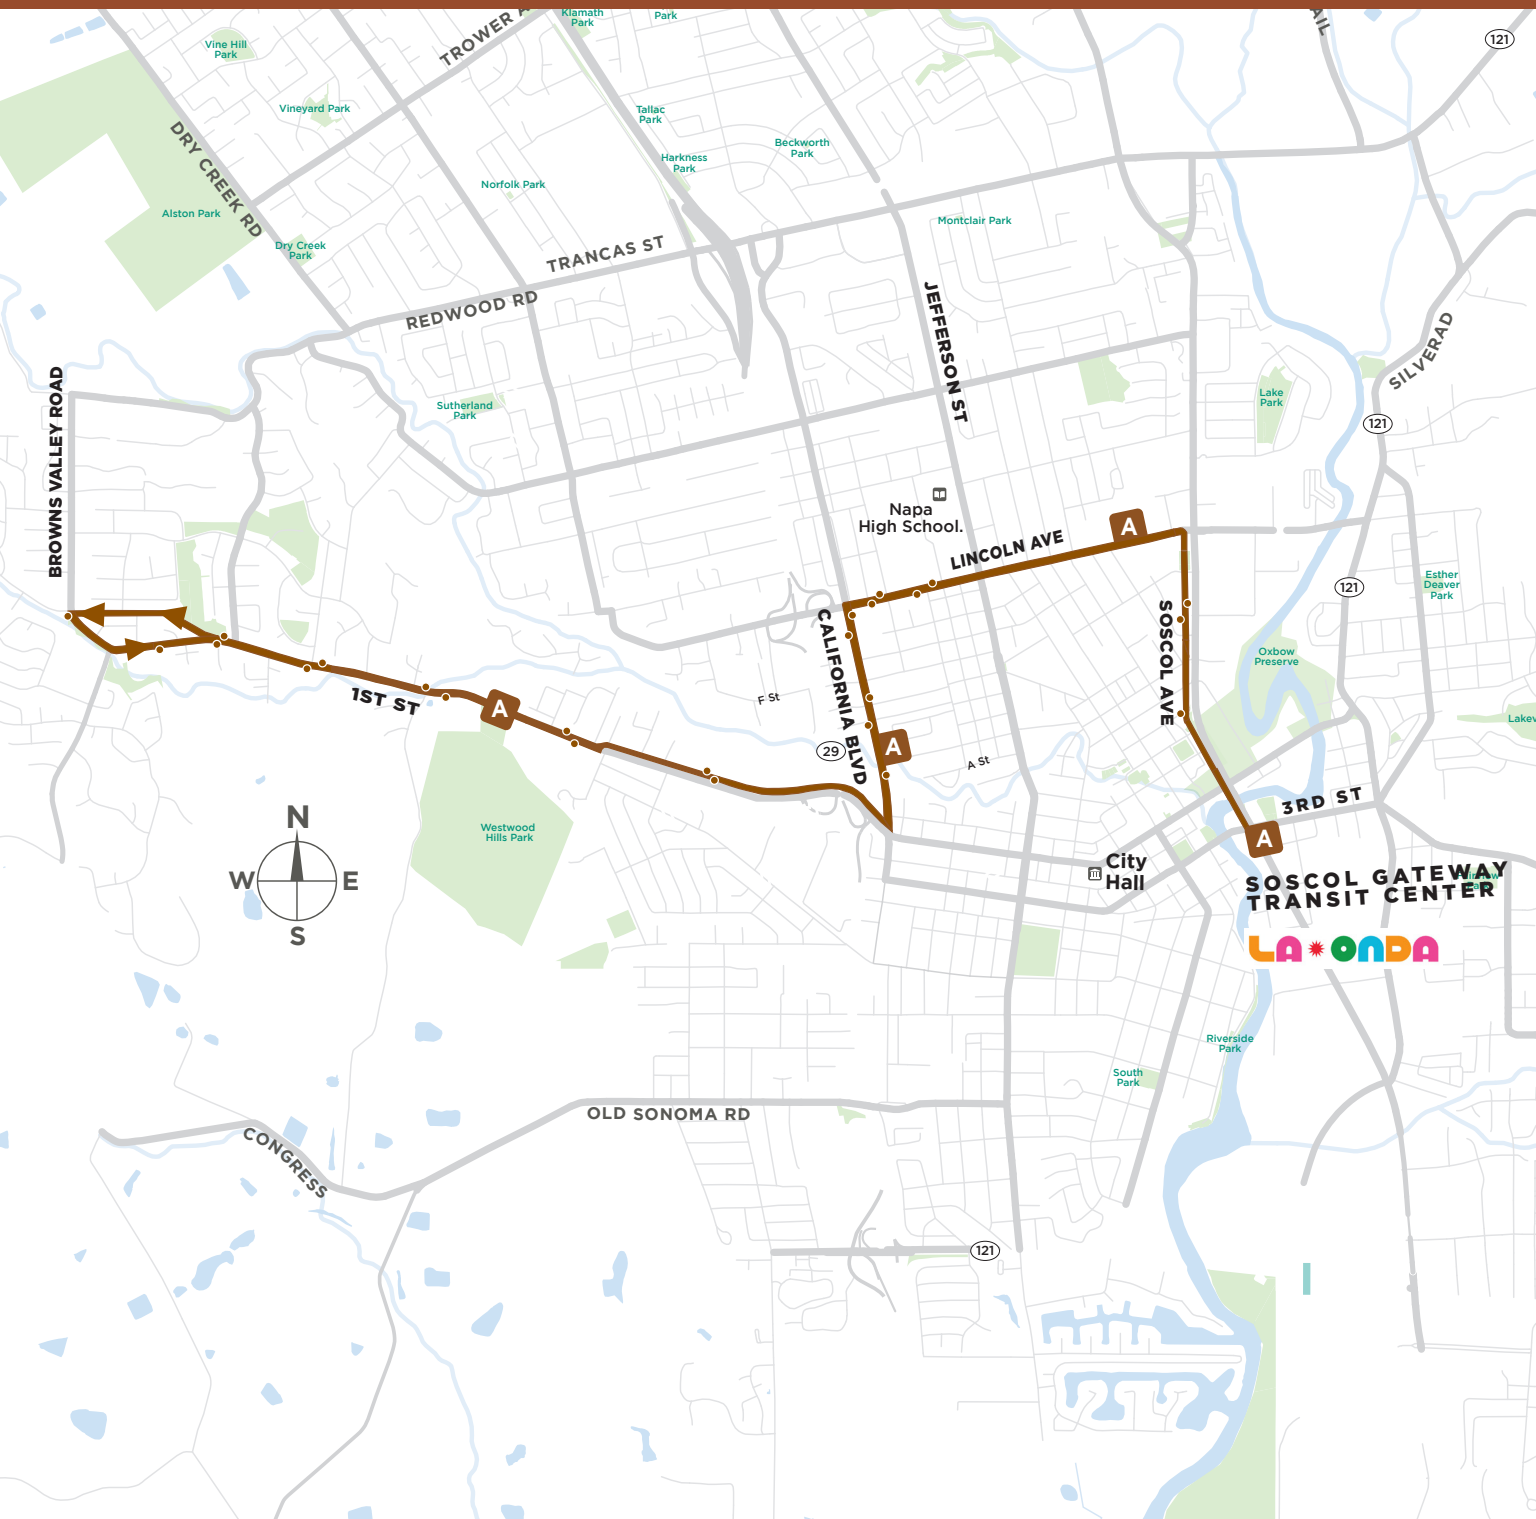 Klamath
Park
Park
AIL
121
TROWER A
Vine Hill
Park
Vineyard Park
Tallac
Park
DRY CREEK RD
Harkness
Park
Beckworth
Park
Norfolk Park
Alston Park
Montclair Park
Dry Creek
Park
TRANCAS ST
REDWOOD RD
JEFFERSON ST
SILVERAD
BROWNS VALLEY ROAD
Sutherland
Park
Lake
Park
121
Napa
High School.
A
LINCOLN AVE
121
Esther
Deaver
Park
CALIFORNIA BLVD
SOSCOL AVE
Oxbow
Preserve
1ST ST
A
F St
Lakev
29
A
A St
3RD ST
N
W
E
S
Westwood
Hills Park
A
City
Hall
SOSCOL GATEWAY
TRANSIT CENTER
LA ONDA
Riverside
Park
South
Park
OLD SONOMA RD
CONGRESS
121